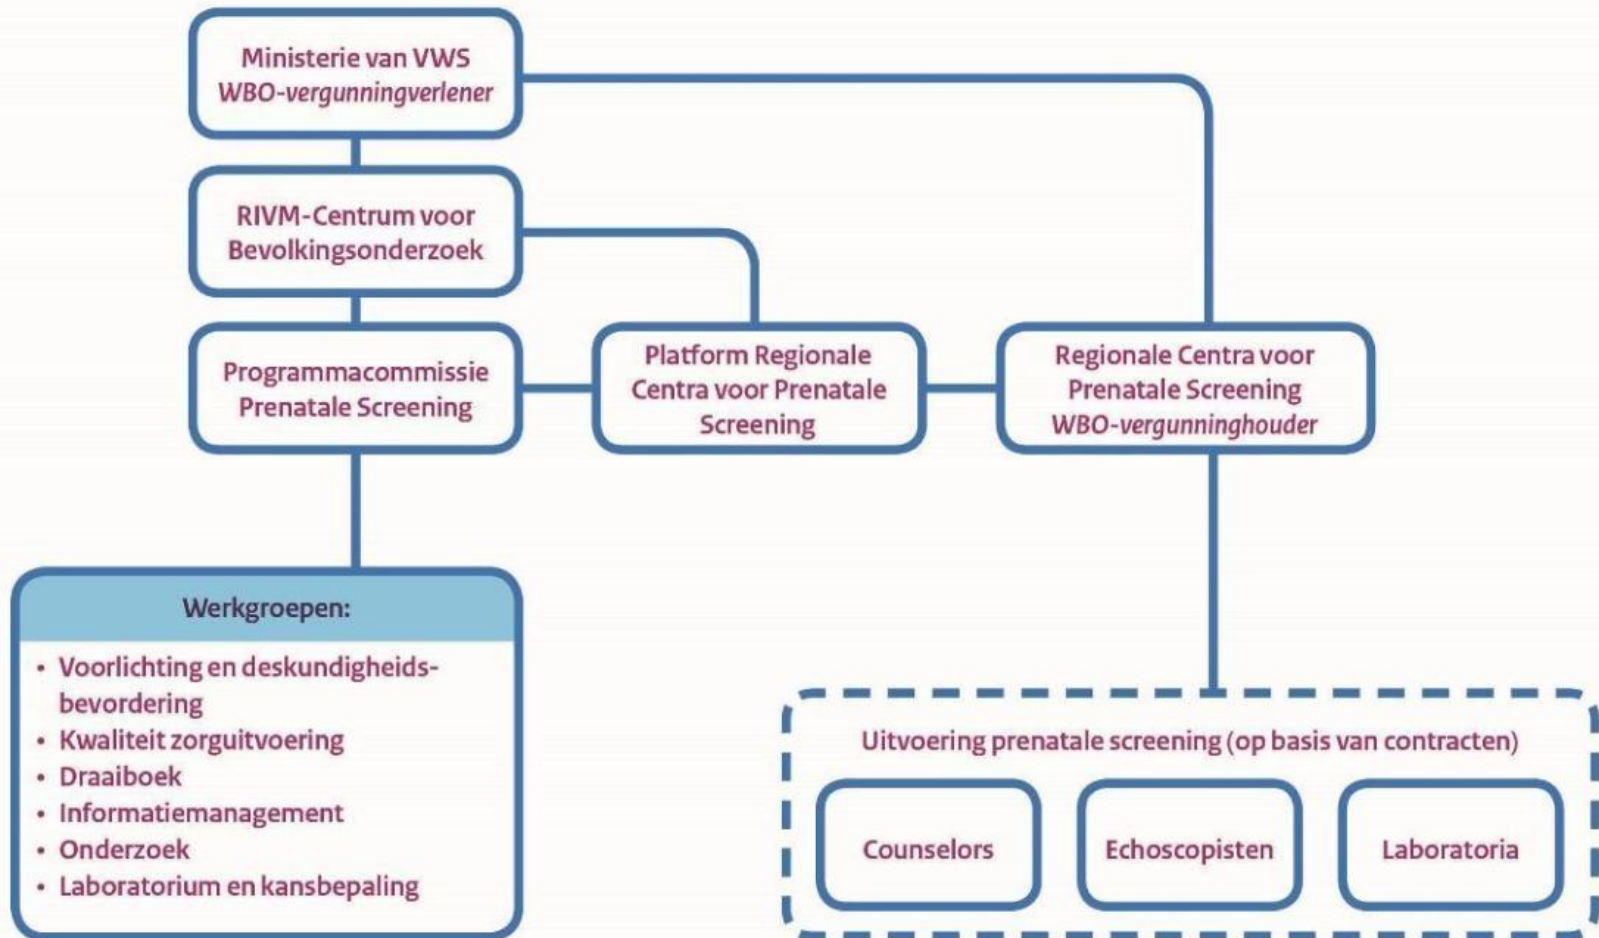 Ministerie van VWS
WBO-vergunningverlener
RIVM-Centrum voor
Bevolkingsonderzoek
Programmacommissie
Prenatale Screening
Platform Regionale
Centra voor Prenatale
Screening
Regionale Centra voor
Prenatale Screening
WBO-vergunninghouder
Werkgroepen:
• Voorlichting en deskundigheids-
bevordering
• Kwaliteit zorguitvoering
• Draaiboek
• Informatiemanagement
• Onderzoek
• Laboratorium en kansbepaling
Uitvoering prenatale screening (op basis van contracten)
Counselors
Echoscopisten
Laboratoria